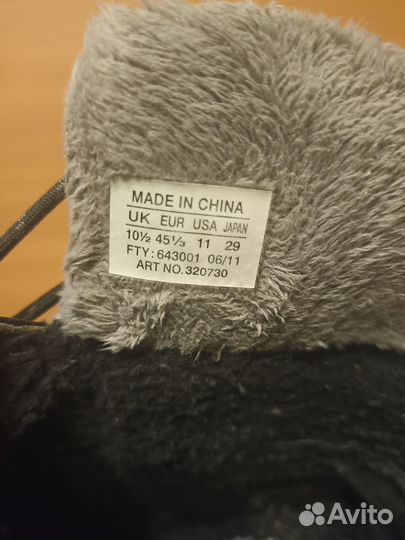 MADE IN CHINA
UK EUR USA JAPAN
10½ 45⅓ 11 29
FTY: 643001 06/11
ART NO.320730
Avito